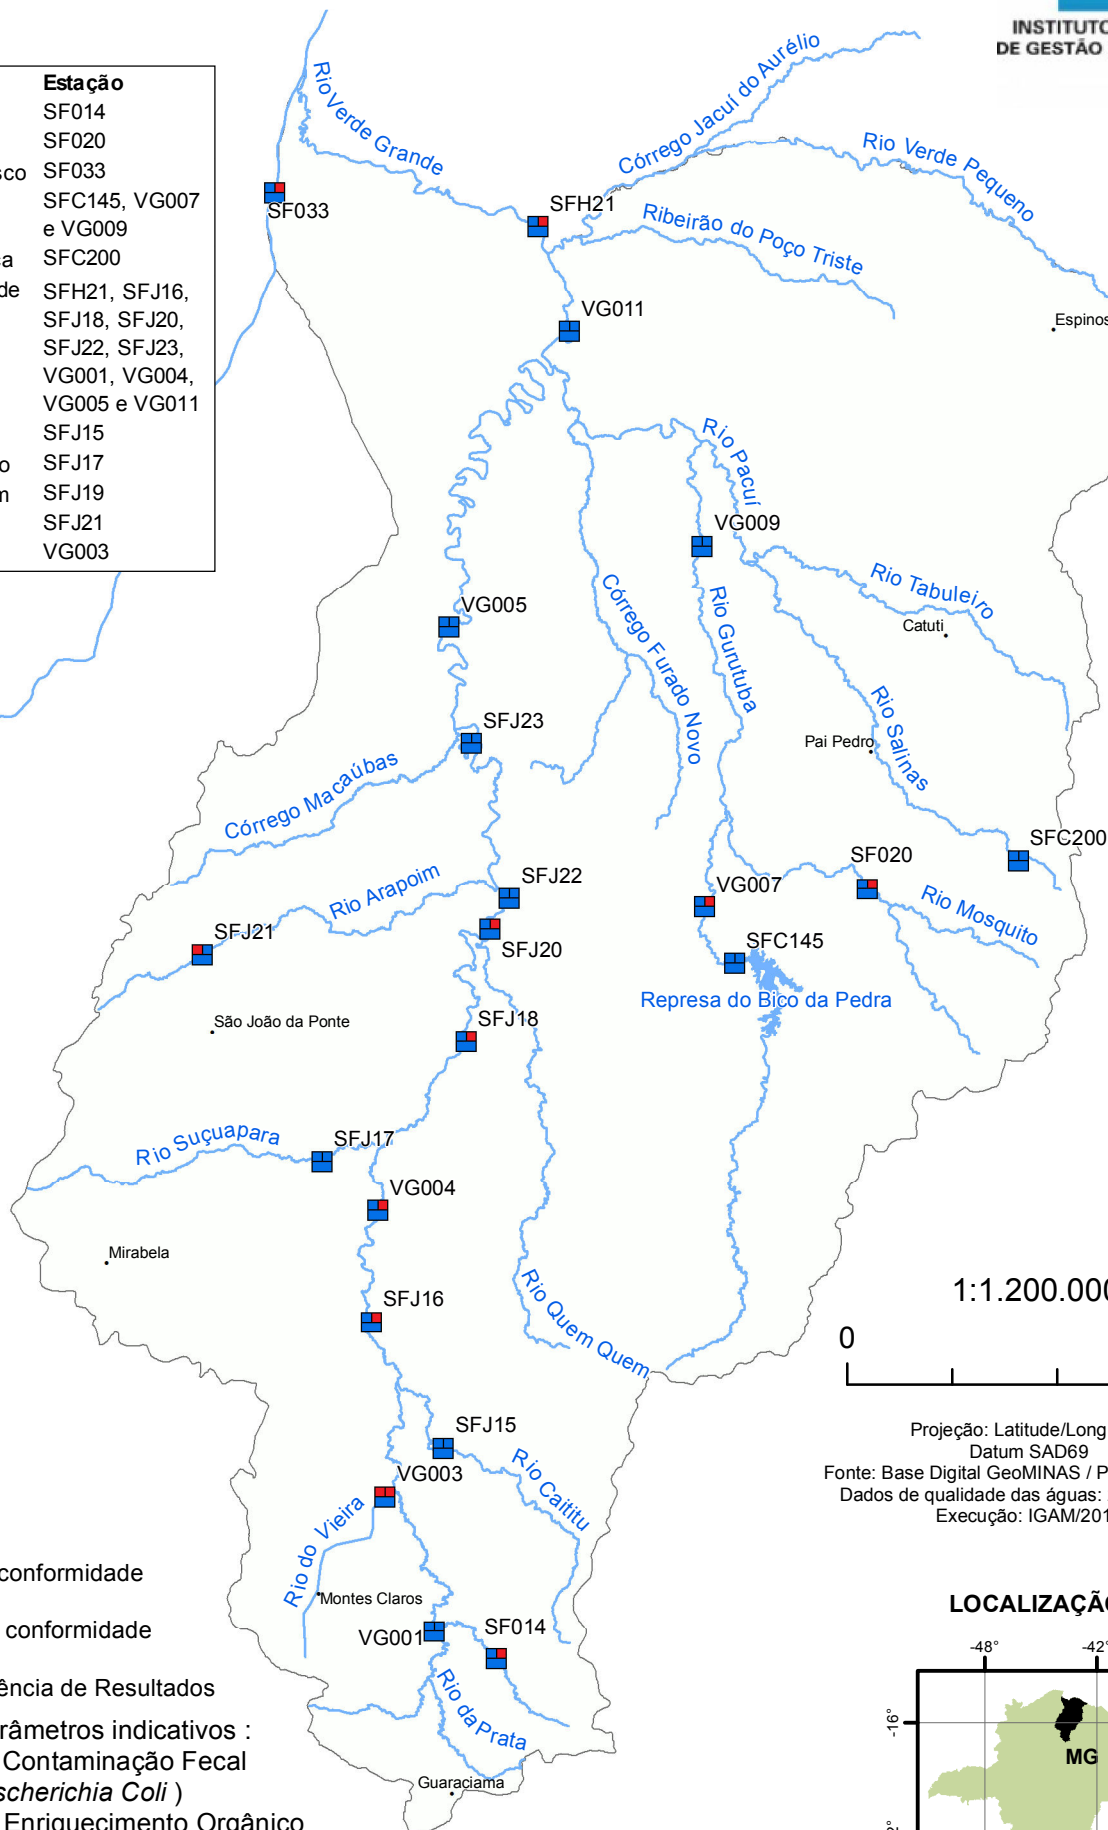 INSTITUTO
DE GESTÃO
Estação
SF014
SF020
sco SF033
SFC145, VG007
e VG009
SFC200
de SFH21, SFJ16,
SFJ18, SFJ20,
SFJ22, SFJ23,
VG001, VG004,
VG005 e VG011
SFJ15
SFJ17
SFJ19
SFJ21
VG003
Rio Verde Grande
Córrego Jacuí do Aurélio
Rio Verde Pequeno
SF033
SFH21
Ribeirão do Poço Triste
VG011
Espinos
Rio Pacuí
VG009
Rio Tabuleiro
Catuti
VG005
Córrego Furado Novo
Rio Gurutuba
SFJ23
Pai Pedro
Rio Salinas
Córrego Macaúbas
SFC200
SF020
Rio Arapoim
SFJ22
VG007
Rio Mosquito
SFJ21
SFJ20
SFC145
Represa do Bico da Pedra
São João da Ponte
SFJ18
Rio Suçuapara
SFJ17
VG004
Mirabela
SFJ16
Rio Quem Quem
1:1.200.000
0
SFJ15
Rio Caititu
VG003
Rio do Vieira
Projeção: Latitude/Long
Datum SAD69
Fonte: Base Digital GeoMINAS / P
Dados de qualidade das águas:
Execução: IGAM/201
conformidade
Montes Claros
LOCALIZAÇÃO
conformidade
VG001
SF014
-48°
-42°
ência de Resultados
Rio da Prata
râmetros indicativos :
-16°
Contaminação Fecal
MG
scherichia Coli )
Guaraciama
Enriquecimento Orgânico